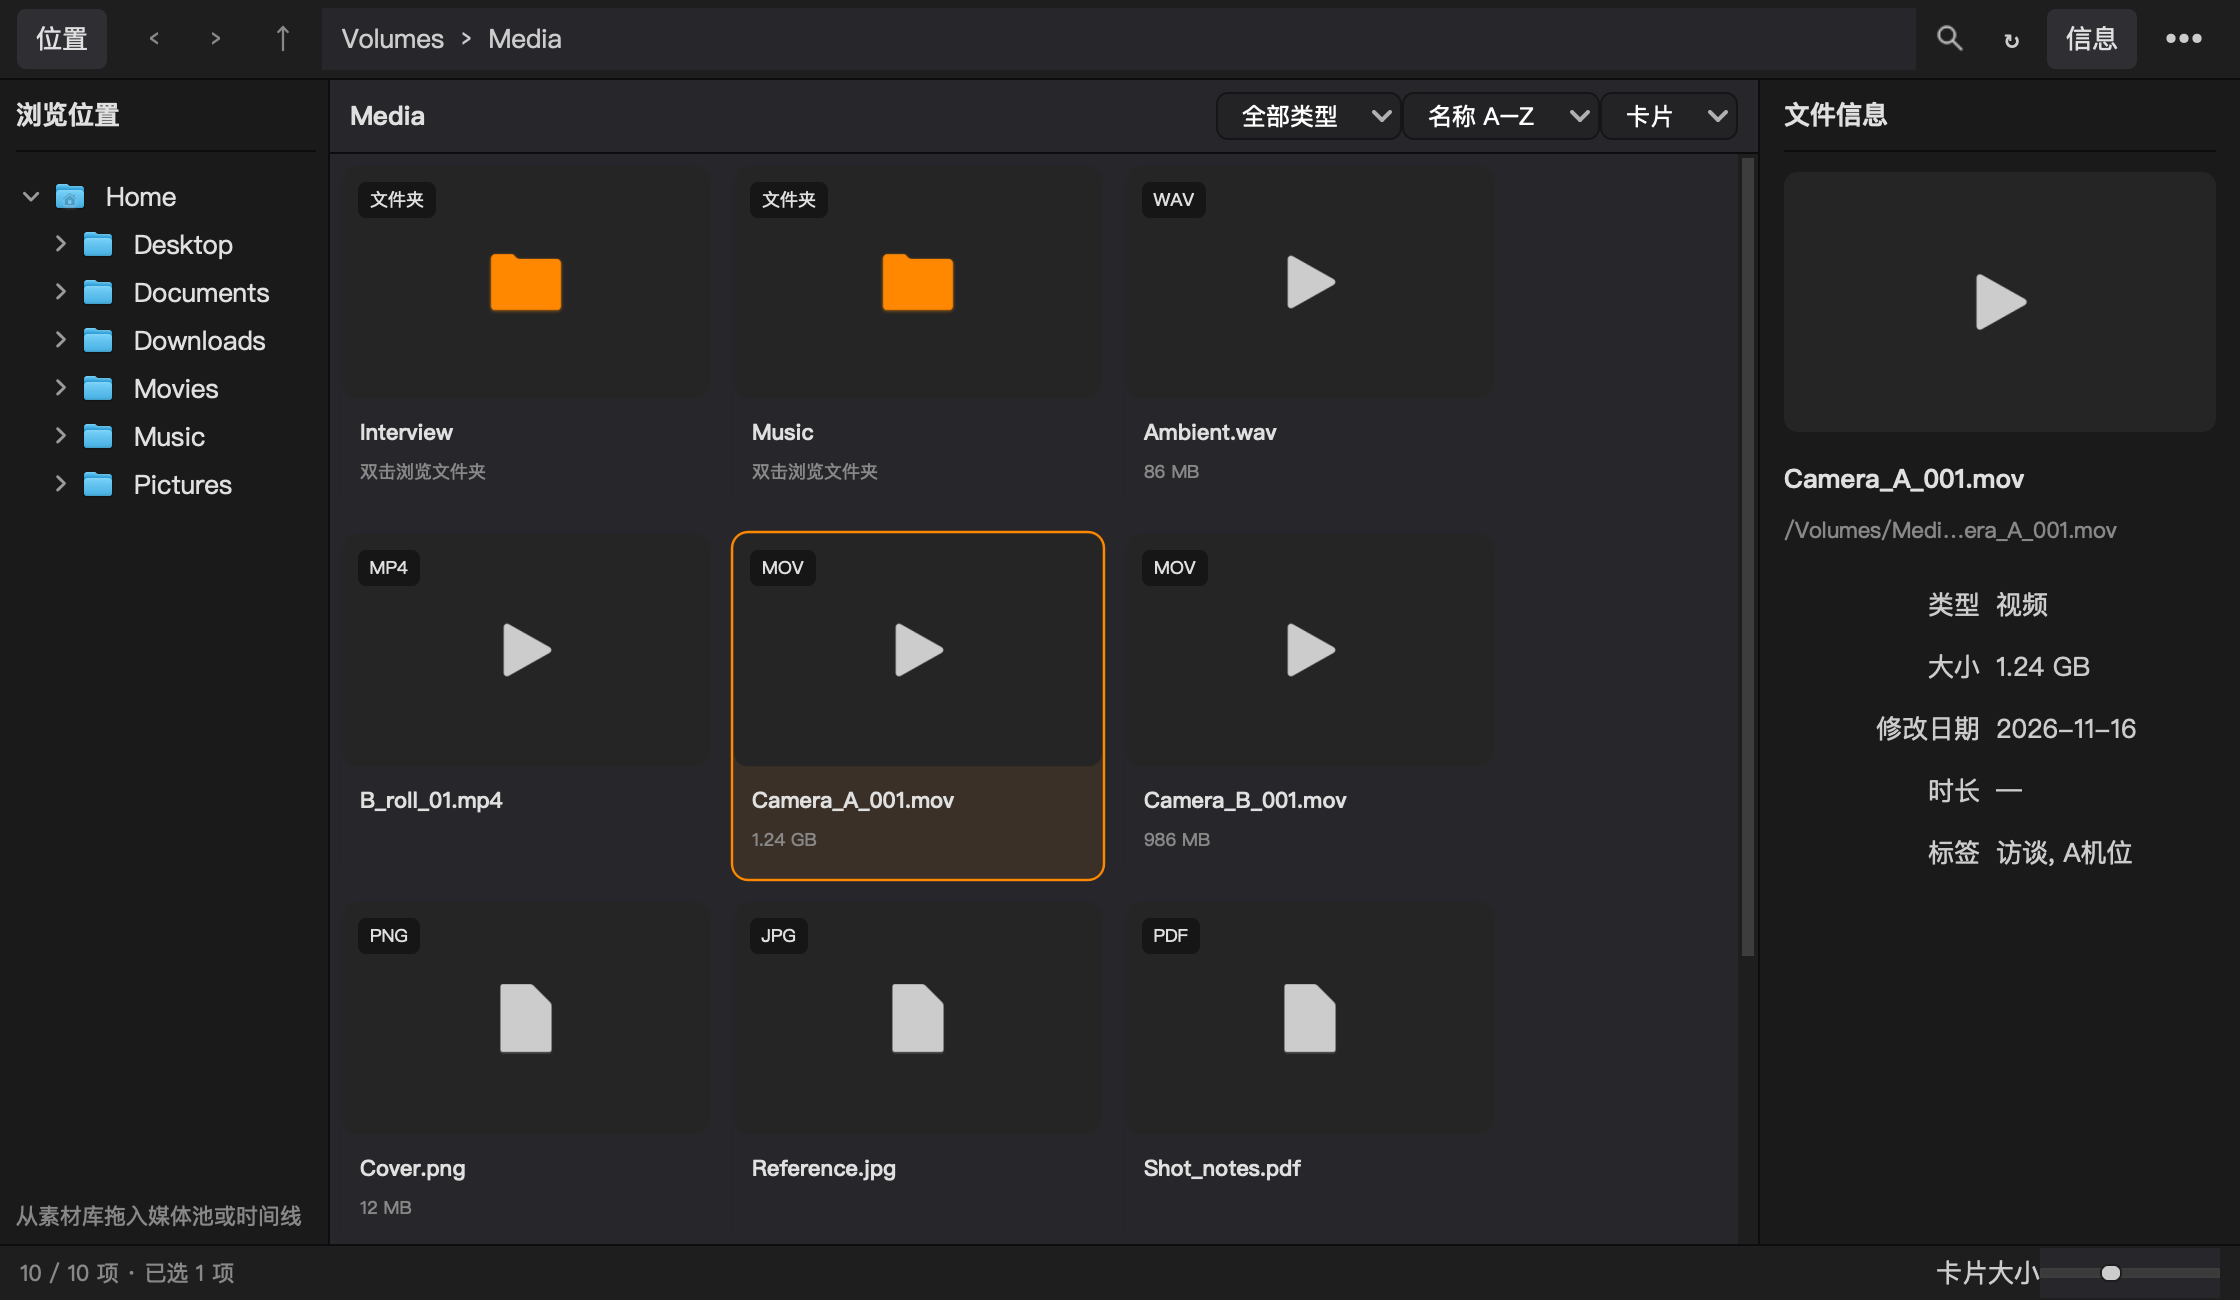 位置
Volumes › Media
信息
浏览位置
Home
Desktop
Documents
Downloads
Movies
Music
Pictures
从素材库拖入媒体池或时间线
Media
全部类型
名称 A–Z
卡片
文件夹
Interview
双击浏览文件夹
文件夹
Music
双击浏览文件夹
WAV
Ambient.wav
86 MB
MP4
B_roll_01.mp4
MOV
Camera_A_001.mov
1.24 GB
MOV
Camera_B_001.mov
986 MB
PNG
Cover.png
12 MB
JPG
Reference.jpg
PDF
Shot_notes.pdf
文件信息
Camera_A_001.mov
/Volumes/Medi…era_A_001.mov
类型 视频
大小 1.24 GB
修改日期 2026-11-16
时长 —
标签 访谈, A机位
10 / 10 项 · 已选 1 项
卡片大小